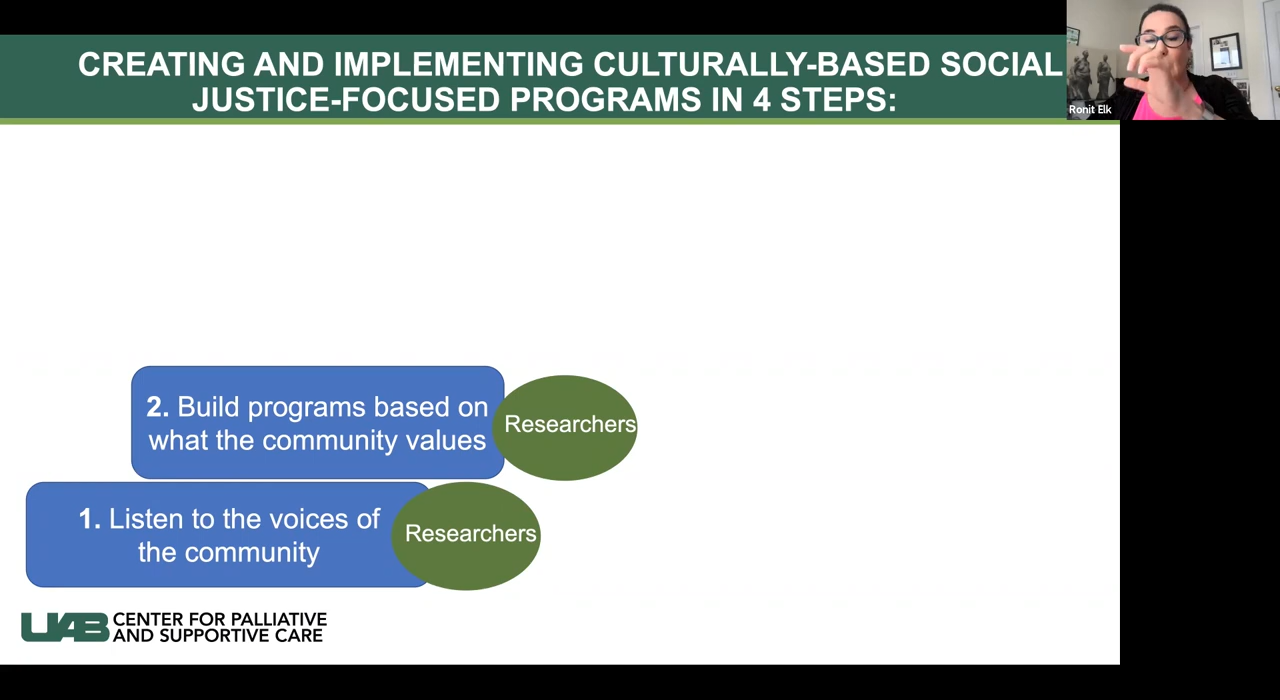 CREATING AND IMPLEMENTING CULTURALLY-BASED SOCIAL
JUSTICE-FOCUSED PROGRAMS IN 4 STEPS:
Ronit Elk
2. Build programs based on
what the community values
Researchers
1. Listen to the voices of
the community
Researchers
UAB
CENTER FOR PALLIATIVE
AND SUPPORTIVE CARE